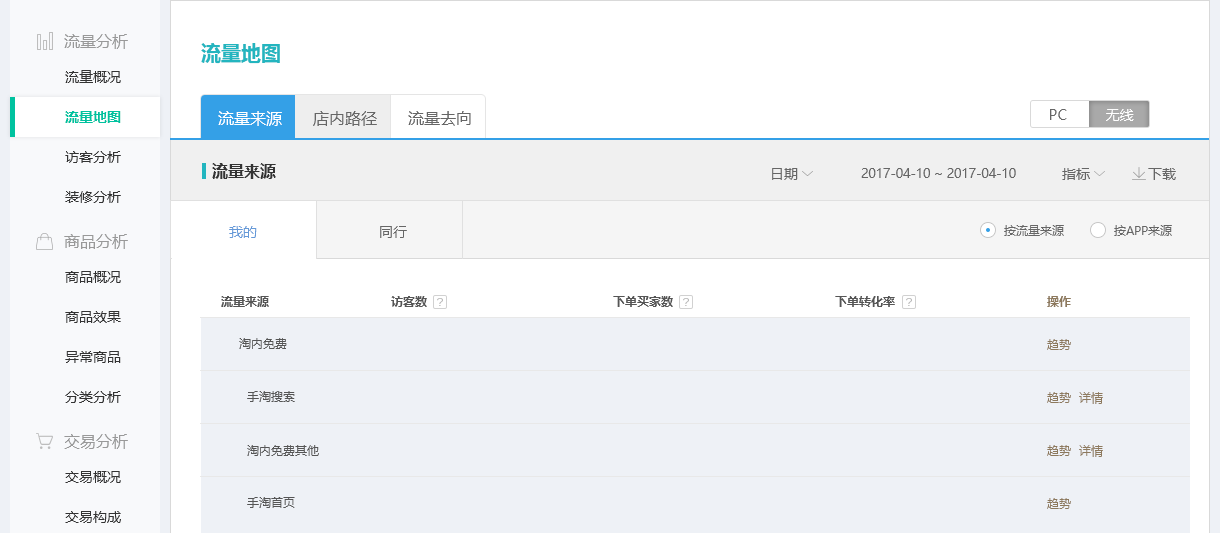 流量分析
流量概况
流量地图
访客分析
装修分析
商品分析
商品概况
商品效果
异常商品
分类分析
交易分析
交易概况
交易构成
流量地图
流量来源 店内路径 流量去向 PC 无线
流量来源 日期 2017-04-10 ~ 2017-04-10 指标 下载
我的 同行 按流量来源 按APP来源
流量来源 访客数 ? 下单买家数 ? 下单转化率 ? 操作
淘内免费 趋势
手淘搜索 趋势 详情
淘内免费其他 趋势 详情
手淘首页 趋势